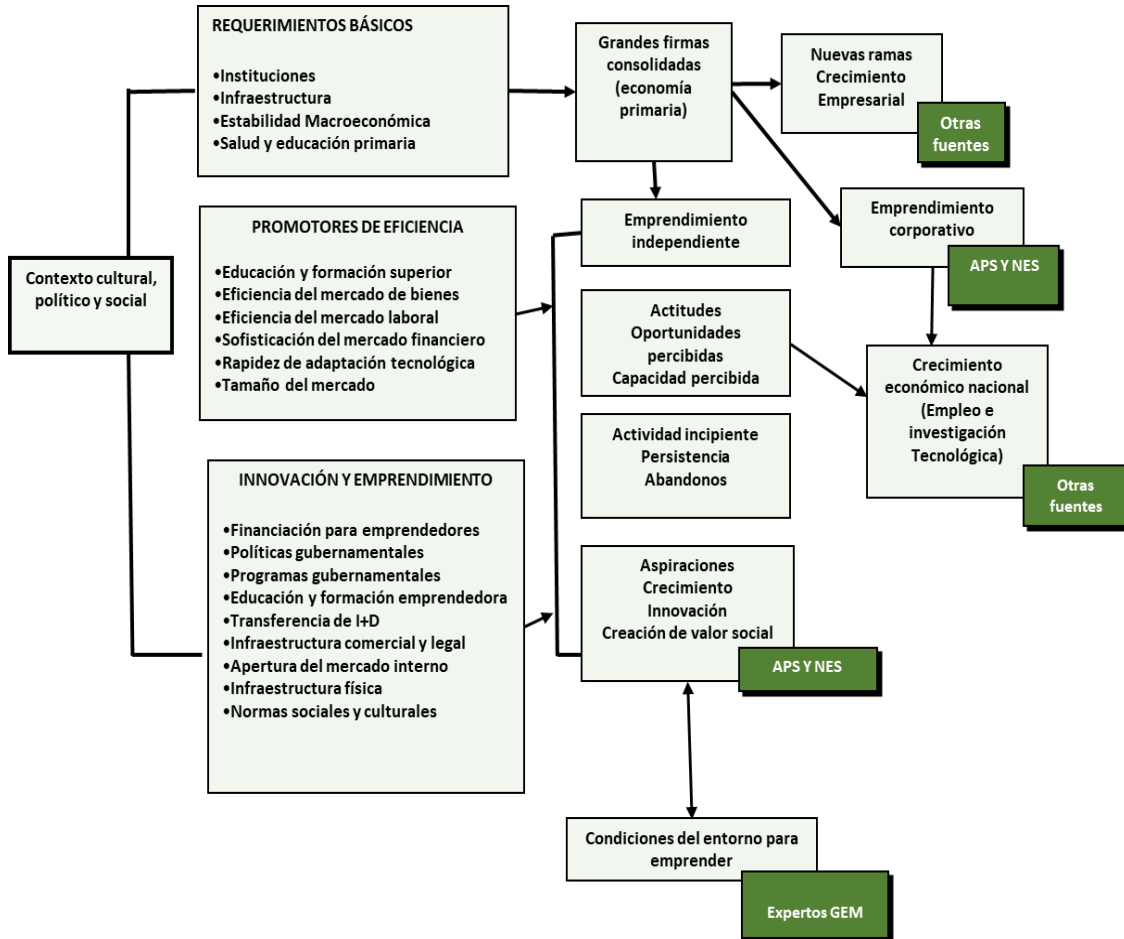 Contexto cultural,
político y social
REQUERIMIENTOS BÁSICOS
•Instituciones
•Infraestructura
•Estabilidad Macroeconómica
•Salud y educación primaria
PROMOTORES DE EFICIENCIA
•Educación y formación superior
•Eficiencia del mercado de bienes
•Eficiencia del mercado laboral
•Sofisticación del mercado financiero
•Rapidez de adaptación tecnológica
•Tamaño del mercado
INNOVACIÓN Y EMPRENDIMIENTO
•Financiación para emprendedores
•Políticas gubernamentales
•Programas gubernamentales
•Educación y formación emprendedora
•Transferencia de I+D
•Infraestructura comercial y legal
•Apertura del mercado interno
•Infraestructura física
•Normas sociales y culturales
Grandes firmas
consolidadas
(economía
primaria)
Emprendimiento
independiente
Actitudes
Oportunidades
percibidas
Capacidad percibida
Actividad incipiente
Persistencia
Abandonos
Aspiraciones
Crecimiento
Innovación
Creación de valor social
APS Y NES
Condiciones del entorno para
emprender
Expertos GEM
Nuevas ramas
Crecimiento
Empresarial
Otras
fuentes
Emprendimiento
corporativo
APS Y NES
Crecimiento
económico nacional
(Empleo e
investigación
Tecnológica)
Otras
fuentes